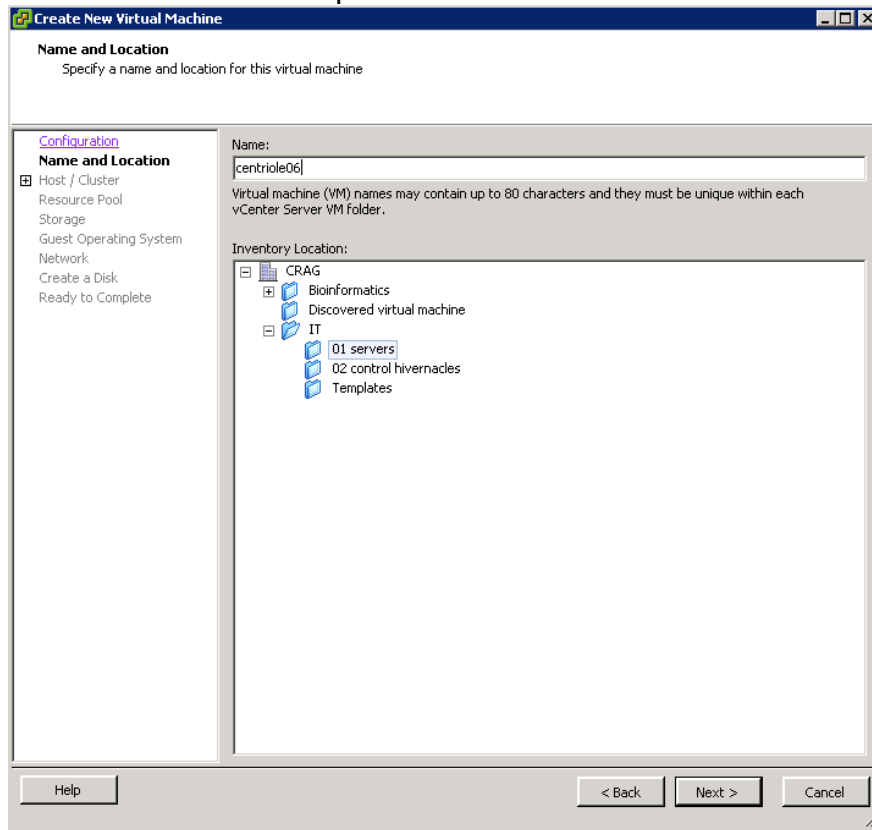 Create New Virtual Machine
Name and Location
Specify a name and location for this virtual machine
Configuration
Name and Location
Host / Cluster
Resource Pool
Storage
Guest Operating System
Network
Create a Disk
Ready to Complete
Name:
centriole06
Virtual machine (VM) names may contain up to 80 characters and they must be unique within each
vCenter Server VM folder.
Inventory Location:
CRAG
Bioinformatics
Discovered virtual machine
IT
01 servers
02 control hivernacles
Templates
Help
< Back
Next >
Cancel